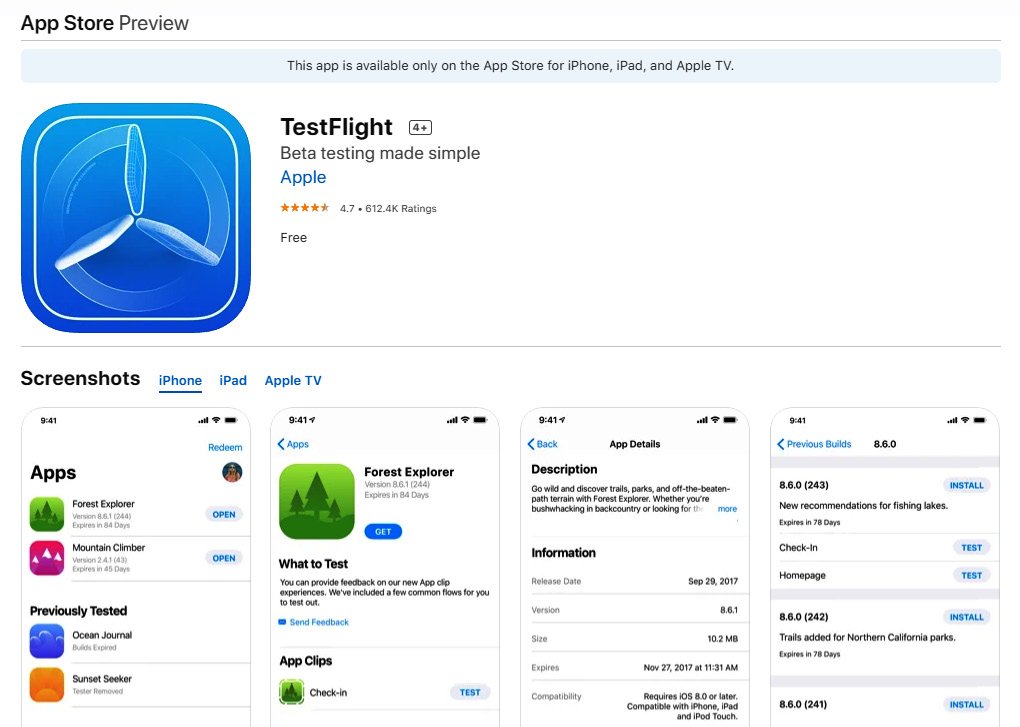 App Store Preview
This app is available only on the App Store for iPhone, iPad, and Apple TV.
TestFlight 4+
Beta testing made simple
Apple
4.7 • 612.4K Ratings
Free
Screenshots iPhone iPad Apple TV
9:41
Redeem
Apps
Forest Explorer
Version 8.6.1 (244)
Expires in 84 Days
OPEN
Mountain Climber
Version 2.4.1 (43)
Expires in 45 Days
OPEN
Previously Tested
Ocean Journal
Builds Expired
Sunset Seeker
Tester Removed
9:41
Apps
Forest Explorer
Version 8.6.1 (244)
Expires in 84 Days
GET
What to Test
You can provide feedback on our new App clip
experiences. We've included a few common flows for you
to test out.
Send Feedback
App Clips
Check-in TEST
9:41
Back App Details
Description
Go wild and discover trails, parks, and off-the-beaten-
path terrain with Forest Explorer. Whether you're
bushwhacking in backcountry or looking for the more
Information
Release Date Sep 29, 2017
Version 8.6.1
Size 10.2 MB
Expires Nov 27, 2017 at 11:31 AM
Compatibility Requires iOS 8.0 or later.
Compatible with iPhone, iPad
and iPod Touch.
9:41
Previous Builds 8.6.0
8.6.0 (243) INSTALL
New recommendations for fishing lakes.
Expires in 78 Days
Check-In TEST
Homepage TEST
8.6.0 (242) INSTALL
Trails added for Northern California parks.
Expires in 78 Days
8.6.0 (241) INSTALL